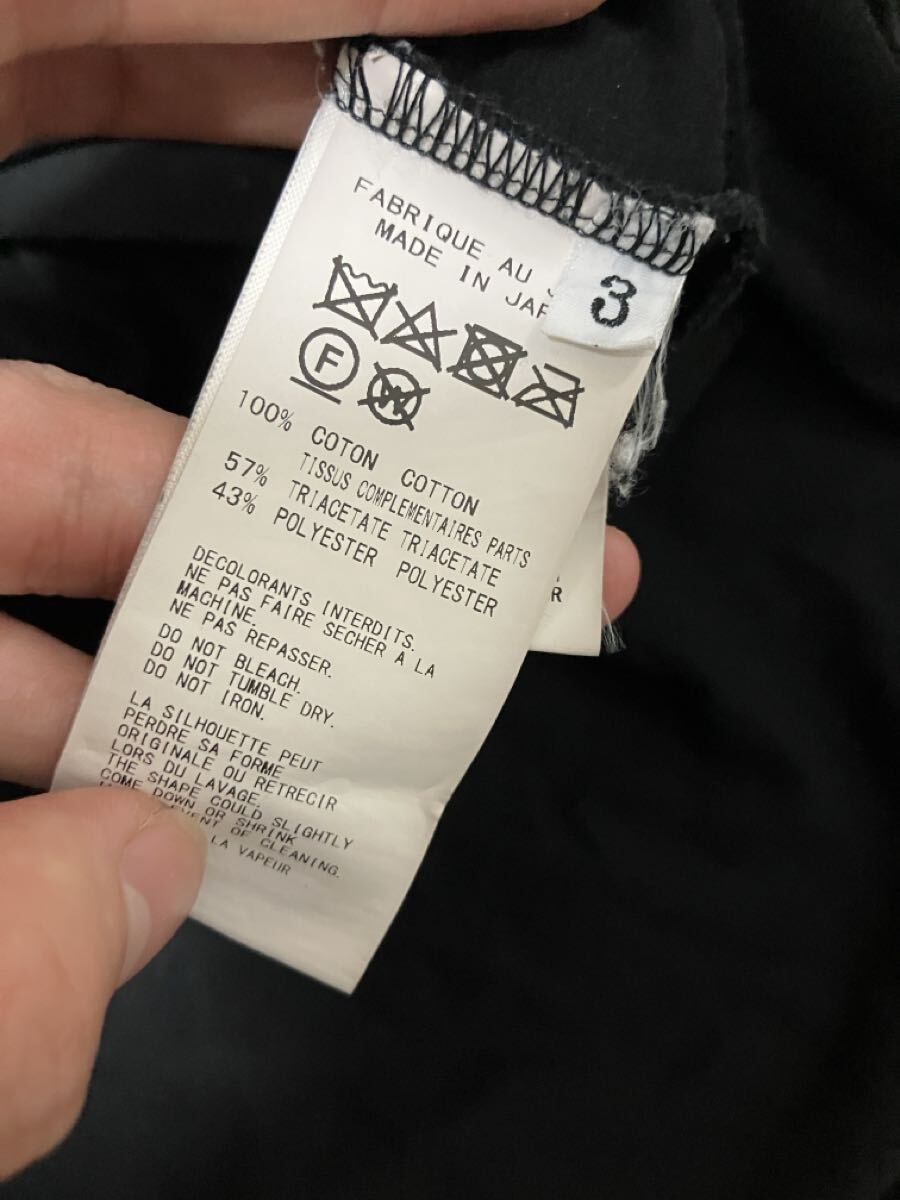 FABRIQUE AU
MADE IN
3
F
W
100% COTON COTTON
TISSUS COMPLEMENTAIRES PARTS
57% TRIACETATE TRIACETATE
43% POLYESTER POLYESTER
R
DECOLORANTS INTERDITS.
NE PAS FAIRE SECHER A LA
MACHINE.
NE PAS REPASSER.
DO NOT BLEACH.
DO NOT TUMBLE DRY.
DO NOT IRON.
LA SILHOUETTE PEUT
PERDRE SA FORME
ORIGINALE OU RETRECIR
LORS DU LAVAGE.
THE SHAPE COULD SLIGHTLY
COME DOWN OR SHRINK
EVENT OF CLEANING.
LA VAPEUR